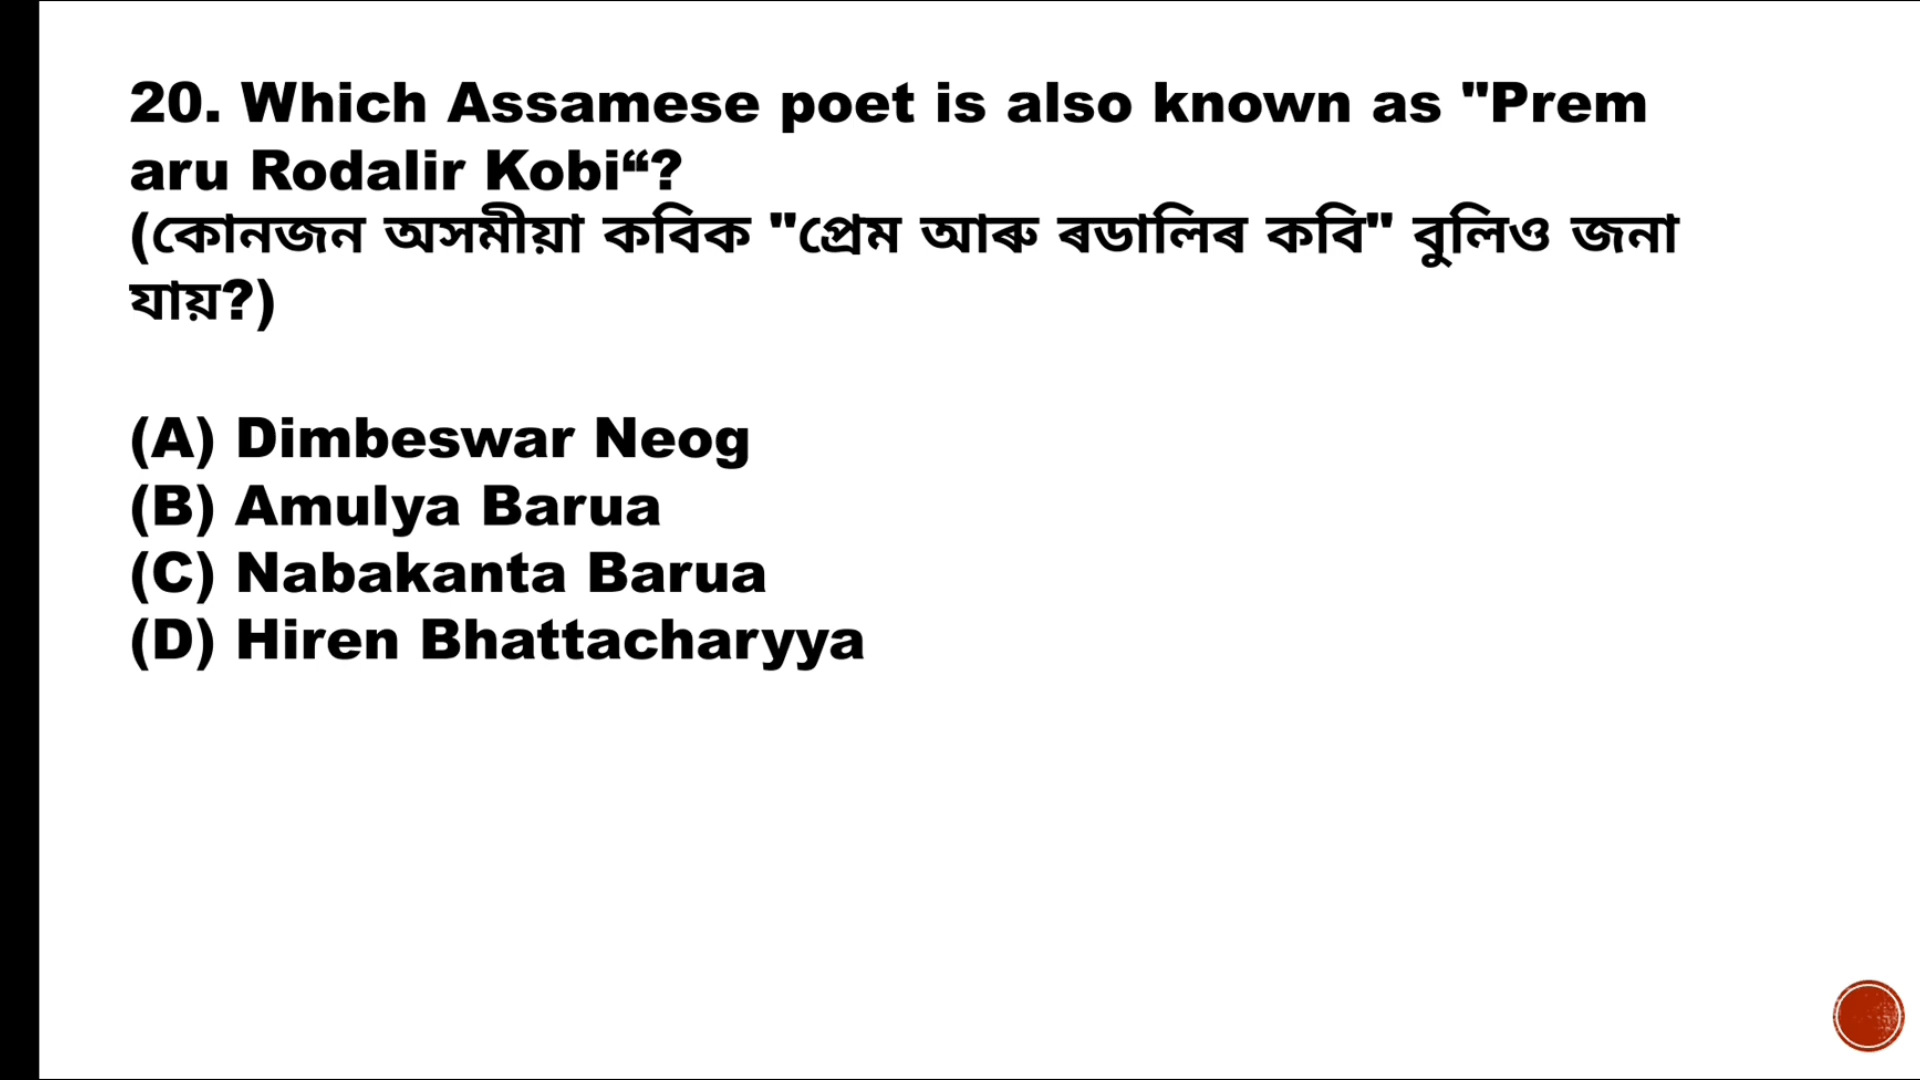 20. Which Assamese poet is also known as "Prem
aru Rodalir Kobi“?
(কোনজন অসমীয়া কবিক "প্ৰেম আৰু ৰডালিৰ কবি" বুলিও জনা
যায়?)
(A) Dimbeswar Neog
(B) Amulya Barua
(C) Nabakanta Barua
(D) Hiren Bhattacharyya